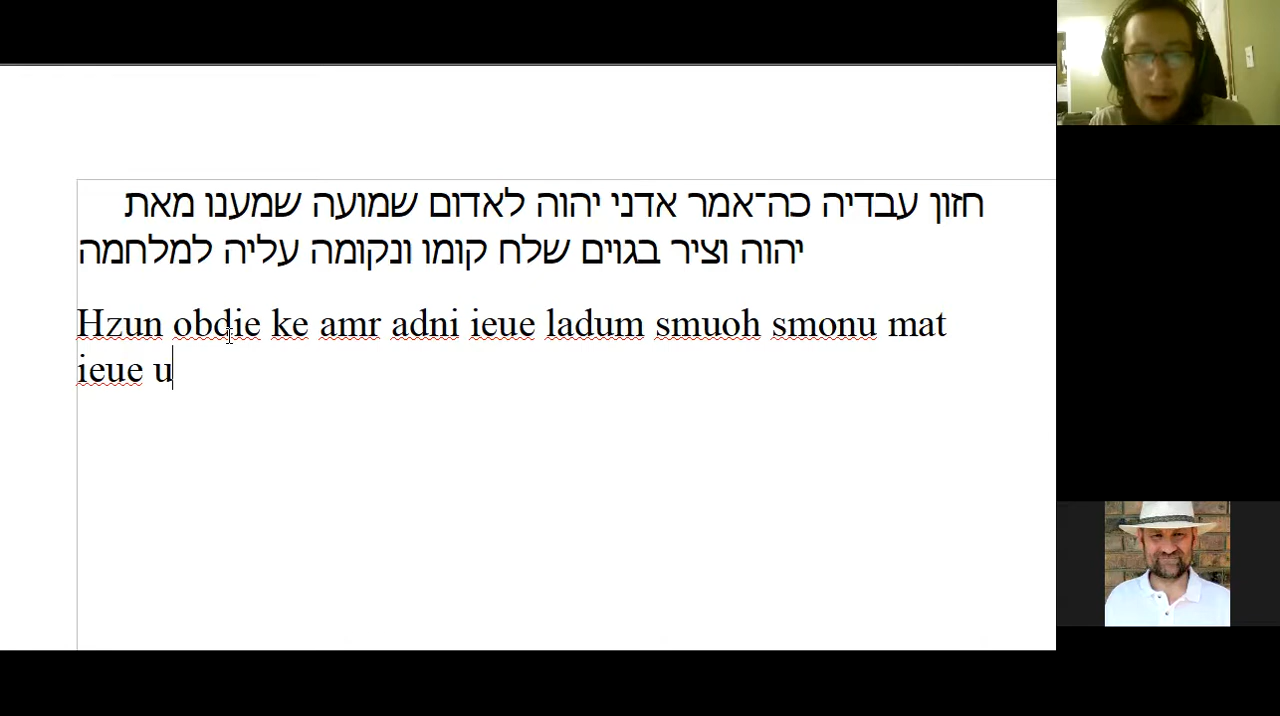 חזון עבדיה כה־אמר אדני יהוה לאדום שמועה שמענו מאת
יהוה וציר בגוים שלח קומו ונקומה עליה למלחמה
Hzun obdie ke amr adni ieue ladum smuoh smonu mat
ieue u